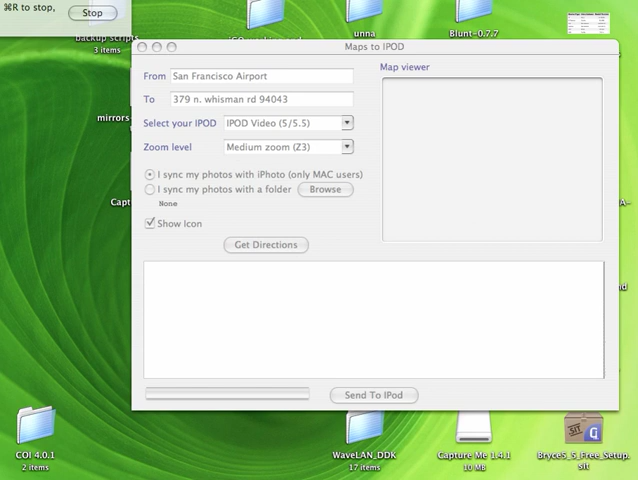 ⌘R to stop,
Stop
backup scripts
3 items
unna
Blunt-0.7.7
Maps to IPOD
From
San Francisco Airport
To
379 n. whisman rd 94043
Select your IPOD
IPOD Video (5/5.5)
Zoom level
Medium zoom (Z3)
I sync my photos with iPhoto (only MAC users)
I sync my photos with a folder
Browse
None
Show Icon
Get Directions
Map viewer
mirrors-
Capt
Send To IPod
COI 4.0.1
2 items
WaveLAN_DDK
17 items
Capture Me 1.4.1
10 MB
Bryce5_5_Free_Setup.
sit
SIT